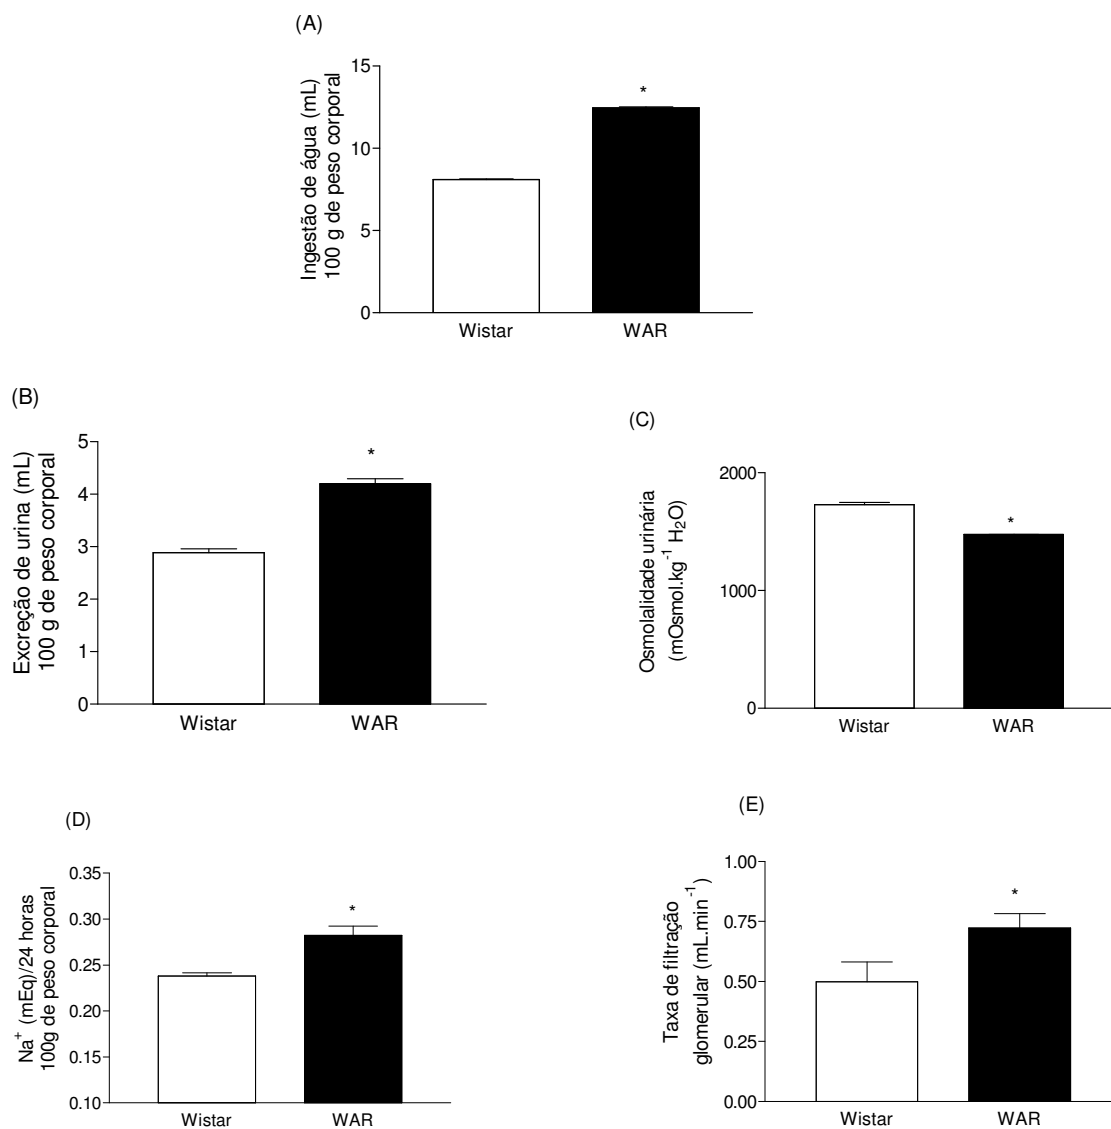 (A)
Ingestão de água (mL)
100 g de peso corporal
15
10
5
0
*
Wistar
WAR
(B)
Excreção de urina (mL)
100 g de peso corporal
5
4
3
2
1
0
*
Wistar
WAR
(C)
Osmolalidade urinária
(mOsmol.kg⁻¹ H₂O)
2000
1000
0
*
Wistar
WAR
(D)
Na⁺ (mEq)/24 horas
100g de peso corporal
0.35
0.30
0.25
0.20
0.15
0.10
*
Wistar
WAR
(E)
Taxa de filtração
glomerular (mL.min⁻¹)
1.00
0.75
0.50
0.25
0.00
*
Wistar
WAR